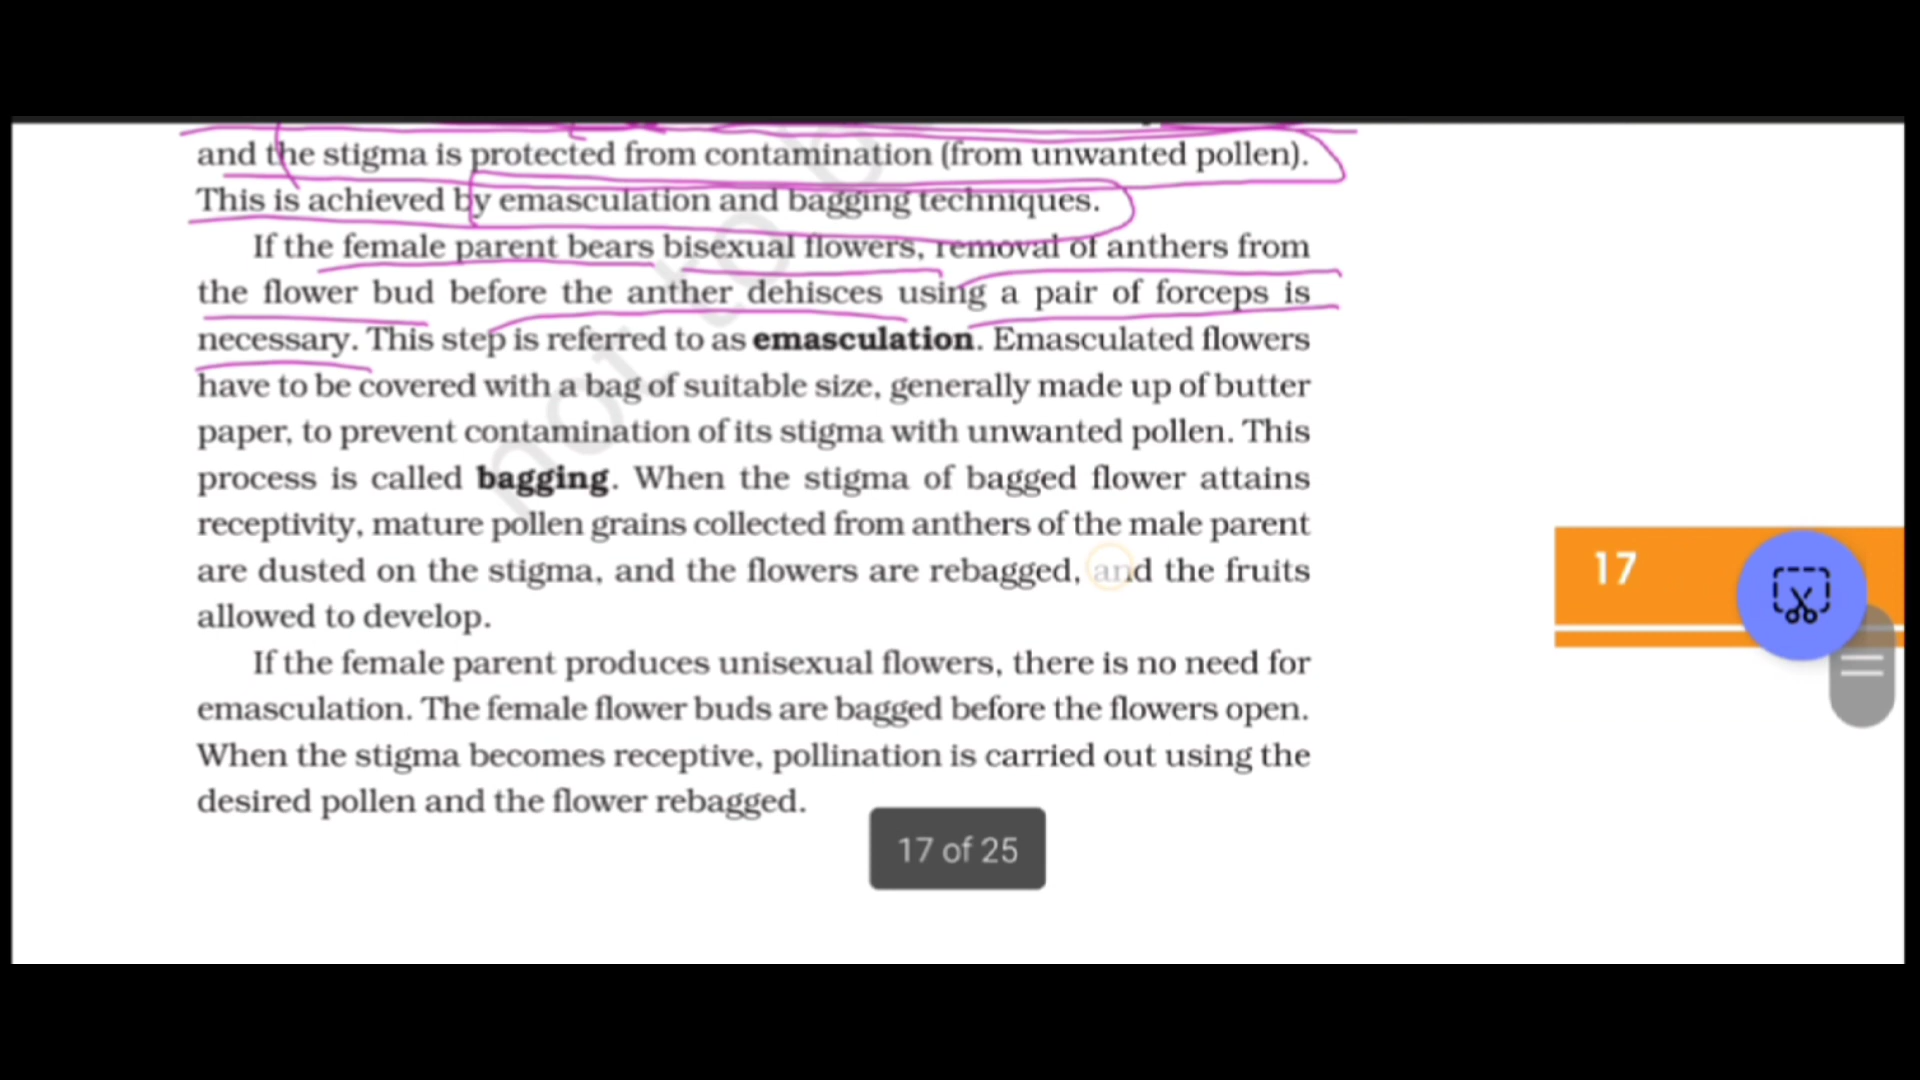 and the stigma is protected from contamination (from unwanted pollen).
This is achieved by emasculation and bagging techniques.
If the female parent bears bisexual flowers, removal of anthers from
the flower bud before the anther dehisces using a pair of forceps is
necessary. This step is referred to as emasculation. Emasculated flowers
have to be covered with a bag of suitable size, generally made up of butter
paper, to prevent contamination of its stigma with unwanted pollen. This
process is called bagging. When the stigma of bagged flower attains
receptivity, mature pollen grains collected from anthers of the male parent
are dusted on the stigma, and the flowers are rebagged, and the fruits
allowed to develop.
If the female parent produces unisexual flowers, there is no need for
emasculation. The female flower buds are bagged before the flowers open.
When the stigma becomes receptive, pollination is carried out using the
desired pollen and the flower rebagged.
17
17 of 25
not to b